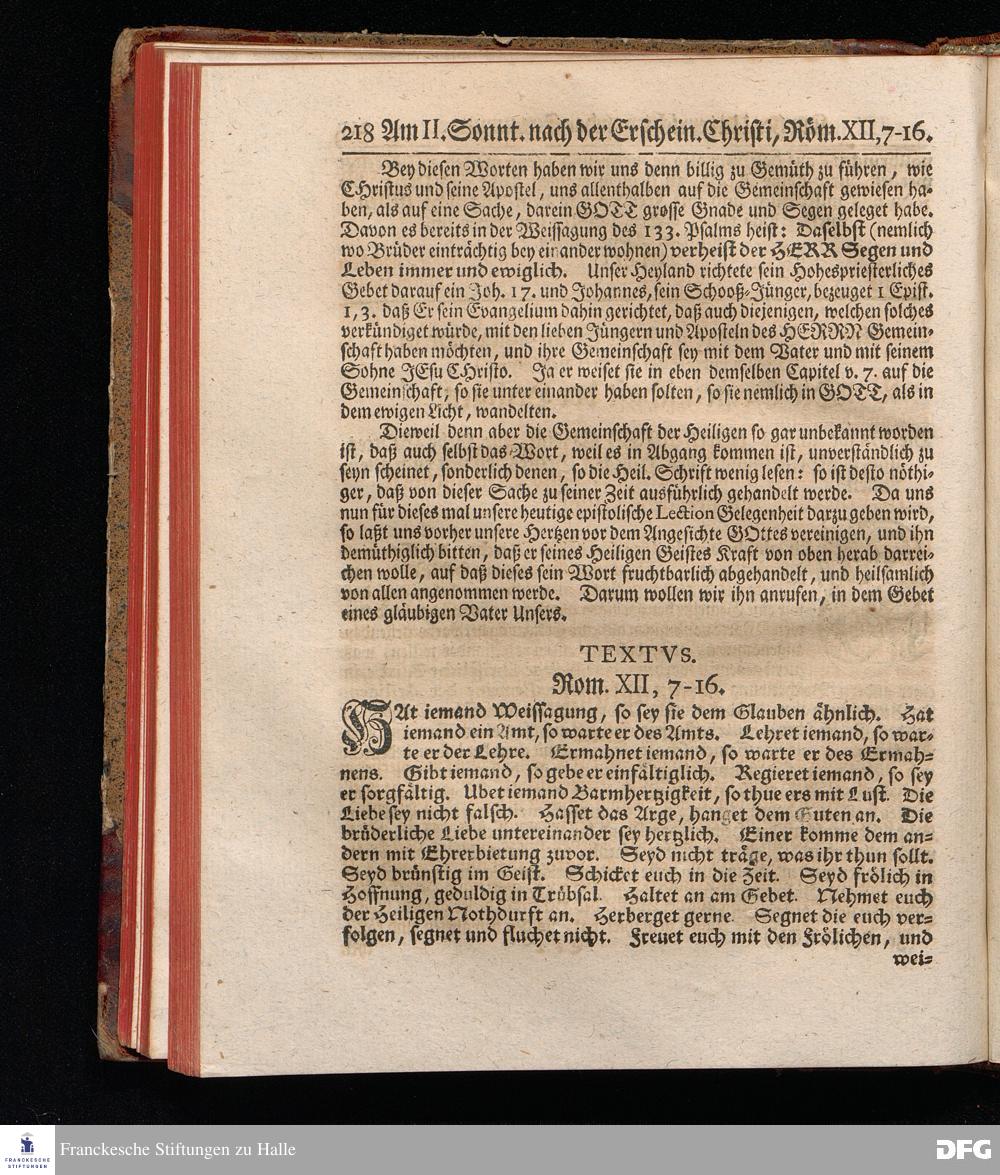 218 Am II. Sonnt. nach der Erschein. Christi, Röm. XII, 7-16.
Bey diesen Worten haben wir uns denn billig zu Gemüth zu führen, wie
CHristus und seine Apostel, uns allenthalben auf die Gemeinschaft gewiesen ha-
ben, als auf eine Sache, darein GOTT grosse Gnade und Segen geleget habe.
Davon es bereits in der Weissagung des 133. Psalms heist: Daselbst (nemlich
wo Brüder einträchtig bey einander wohnen) verheist der HERR Segen und
Leben immer und ewiglich. Unser Heyland richtete sein Hohespriesterliches
Gebet darauf ein Joh. 17. und Johannes, sein Schooß-Jünger, bezeuget 1 Epist.
1, 3. daß Er sein Evangelium dahin gerichtet, daß auch diejenigen, welchen solches
verkündiget würde, mit den lieben Jüngern und Aposteln des HERRN Gemein-
schaft haben möchten, und ihre Gemeinschaft sey mit dem Vater und mit seinem
Sohne JEsu CHristo. Ja er weiset sie in eben demselben Capitel v. 7. auf die
Gemeinschaft, so sie unter einander haben solten, so sie nemlich in GOTT, als in
dem ewigen Licht, wandelten.
Dieweil denn aber die Gemeinschaft der Heiligen so gar unbekannt worden
ist, daß auch selbst das Wort, weil es in Abgang kommen ist, unverständlich zu
seyn scheinet, sonderlich denen, so die Heil. Schrift wenig lesen: so ist desto nöthi-
ger, daß von dieser Sache zu seiner Zeit ausführlich gehandelt werde. Da uns
nun für dieses mal unsere heutige epistolische Lection Gelegenheit darzu geben wird,
so laßt uns vorher unsere Hertzen vor dem Angesichte GOttes vereinigen, und ihn
demüthiglich bitten, daß er seines Heiligen Geistes Kraft von oben herab darrei-
chen wolle, auf daß dieses sein Wort fruchtbarlich abgehandelt, und heilsamlich
von allen angenommen werde. Darum wollen wir ihn anrufen, in dem Gebet
eines gläubigen Vater Unsers.
TEXTVS.
Rom. XII, 7-16.
HAt iemand Weissagung, so sey sie dem Glauben ähnlich. Hat
iemand ein Amt, so warte er des Amts. Lehret iemand, so war-
te er der Lehre. Ermahnet iemand, so warte er des Ermah-
nens. Gibt iemand, so gebe er einfältiglich. Regieret iemand, so sey
er sorgfältig. Ubet iemand Barmhertzigkeit, so thue ers mit Lust. Die
Liebe sey nicht falsch. Hasset das Arge, hanget dem Guten an. Die
brüderliche Liebe untereinander sey hertzlich. Einer komme dem an-
dern mit Ehrerbietung zuvor. Seyd nicht träge, was ihr thun sollt.
Seyd brünstig im Geist. Schicket euch in die Zeit. Seyd frölich in
Hoffnung, geduldig in Trübsal. Haltet an am Gebet. Nehmet euch
der Heiligen Nothdurft an. Herberget gerne. Segnet die euch ver-
folgen, segnet und fluchet nicht. Freuet euch mit den Frölichen, und
wei-
FRANCKESCHE
STIFTUNGEN
Franckesche Stiftungen zu Halle
DFG